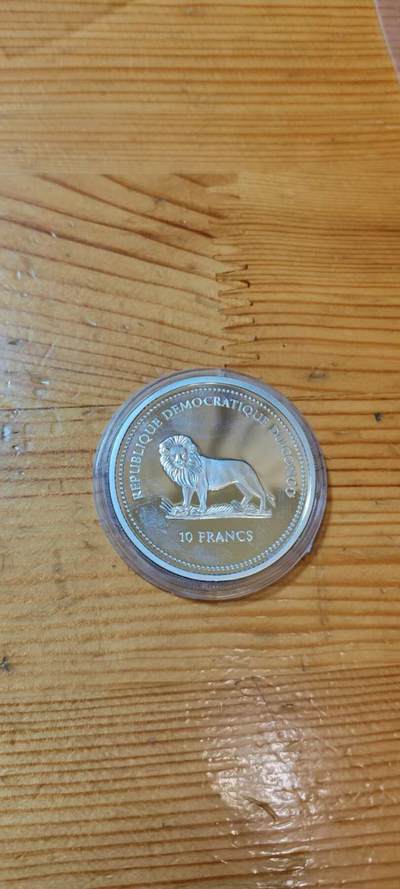 REPUBLIQUE DEMOCRATIQUE DU CONGO
10 FRANCS